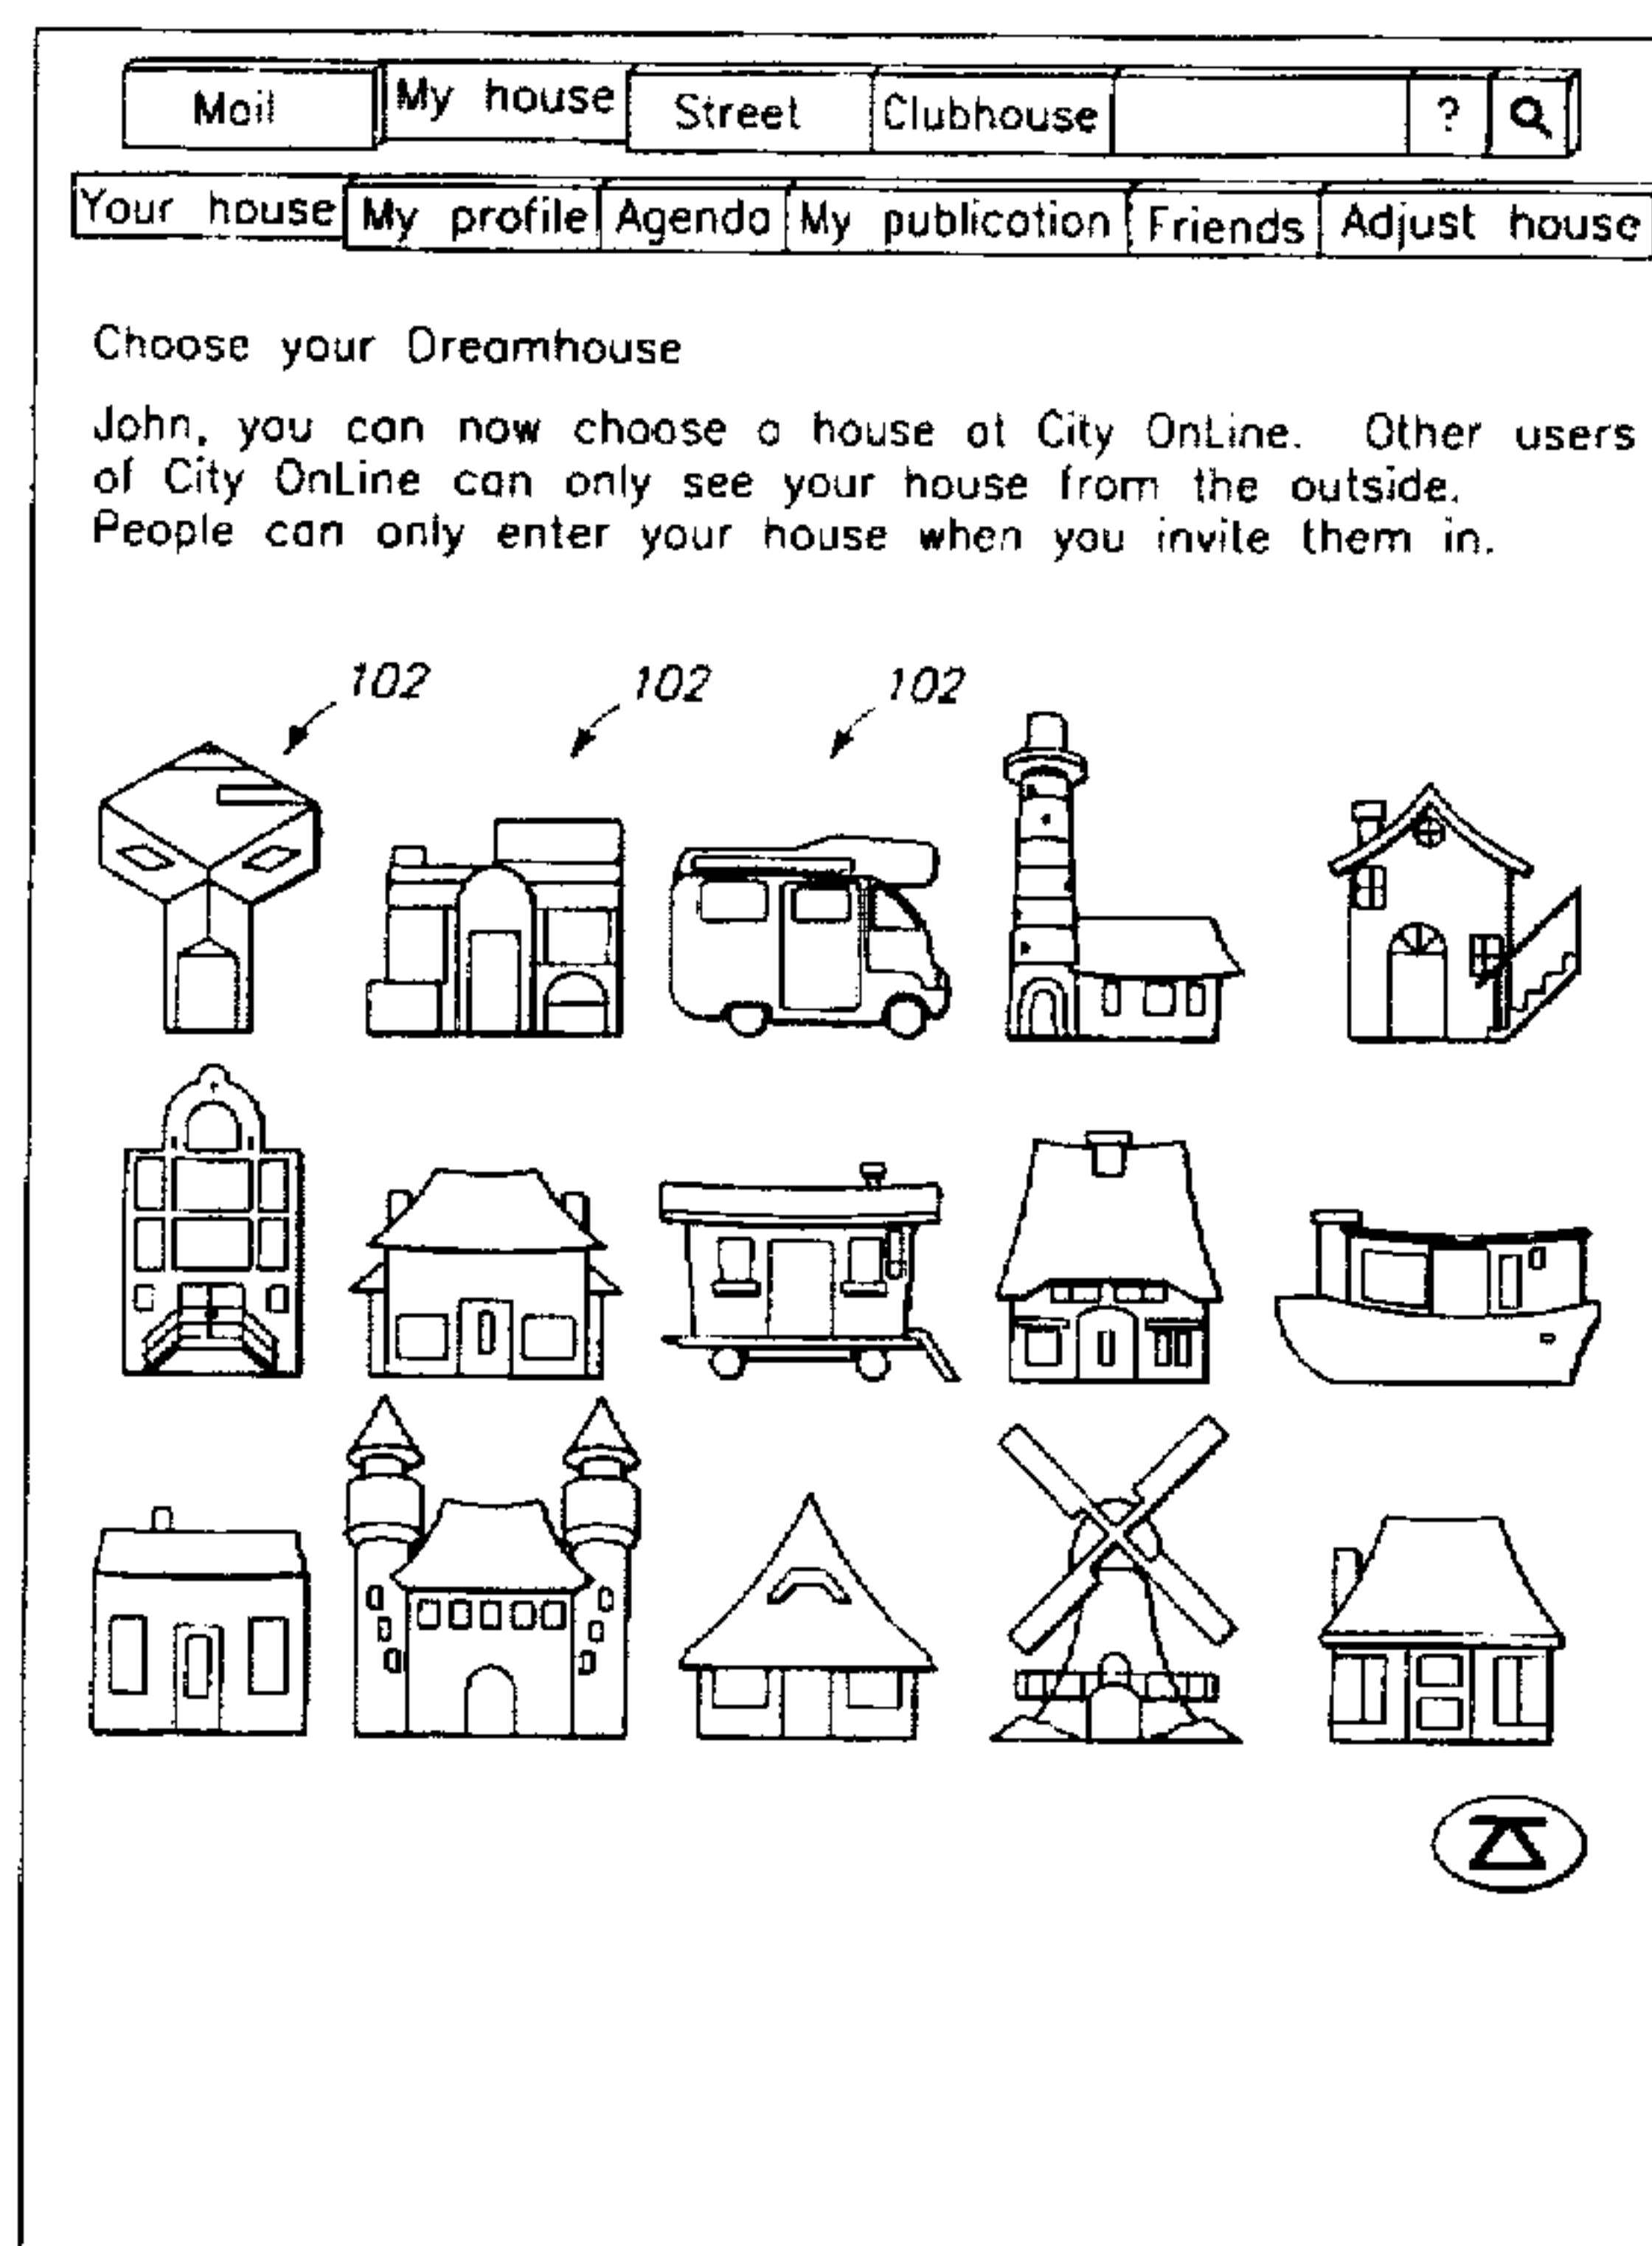 Mail My house Street Clubhouse ?
Your house My profile Agenda My publication Friends Adjust house
Choose your Dreamhouse
John, you can now choose a house at City OnLine. Other users
of City OnLine can only see your house from the outside.
People can only enter your house when you invite them in.
102 102 102